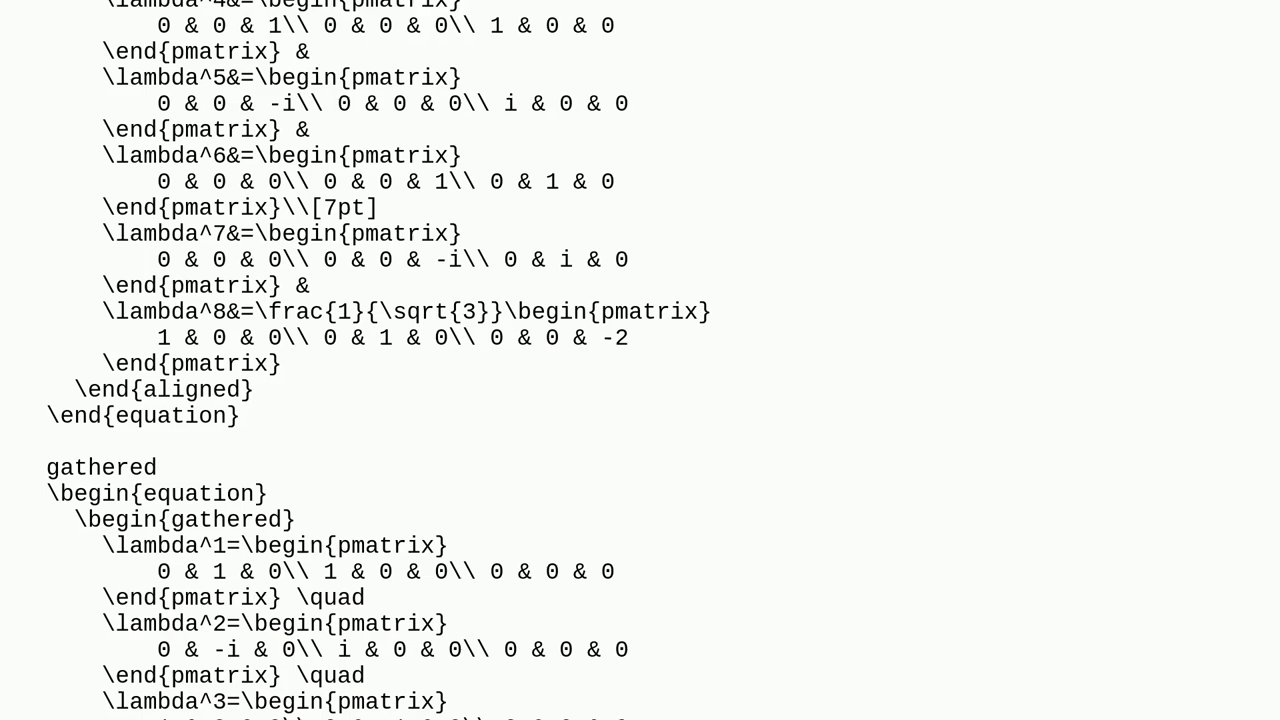 \lambda^4&=\begin{pmatrix}
0 & 0 & 1\\ 0 & 0 & 0\\ 1 & 0 & 0
\end{pmatrix} &
\lambda^5&=\begin{pmatrix}
0 & 0 & -i\\ 0 & 0 & 0\\ i & 0 & 0
\end{pmatrix} &
\lambda^6&=\begin{pmatrix}
0 & 0 & 0\\ 0 & 0 & 1\\ 0 & 1 & 0
\end{pmatrix}\\[7pt]
\lambda^7&=\begin{pmatrix}
0 & 0 & 0\\ 0 & 0 & -i\\ 0 & i & 0
\end{pmatrix} &
\lambda^8&=\frac{1}{\sqrt{3}}\begin{pmatrix}
1 & 0 & 0\\ 0 & 1 & 0\\ 0 & 0 & -2
\end{pmatrix}
\end{aligned}
\end{equation}
gathered
\begin{equation}
\begin{gathered}
\lambda^1=\begin{pmatrix}
0 & 1 & 0\\ 1 & 0 & 0\\ 0 & 0 & 0
\end{pmatrix} \quad
\lambda^2=\begin{pmatrix}
0 & -i & 0\\ i & 0 & 0\\ 0 & 0 & 0
\end{pmatrix} \quad
\lambda^3=\begin{pmatrix}